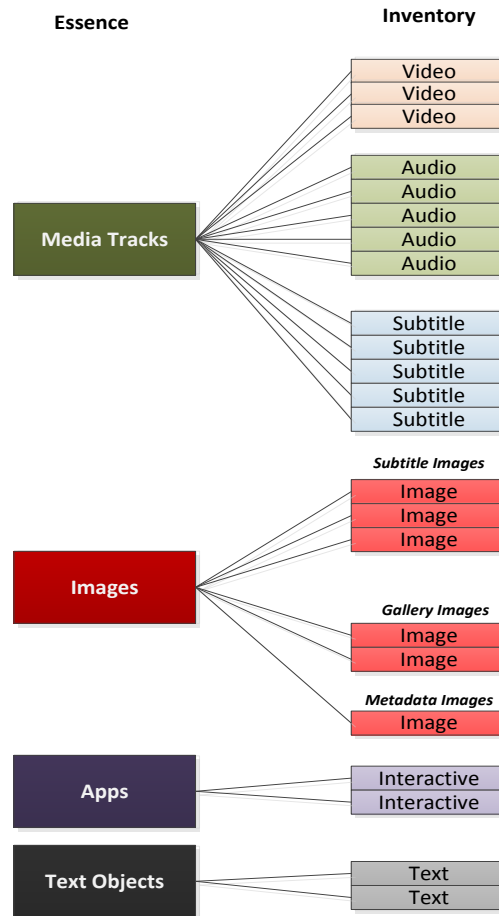 Essence
Inventory
Video
Video
Video
Media Tracks
Audio
Audio
Audio
Audio
Audio
Subtitle
Subtitle
Subtitle
Subtitle
Subtitle
Images
Subtitle Images
Image
Image
Image
Gallery Images
Image
Image
Metadata Images
Image
Apps
Interactive
Interactive
Text Objects
Text
Text